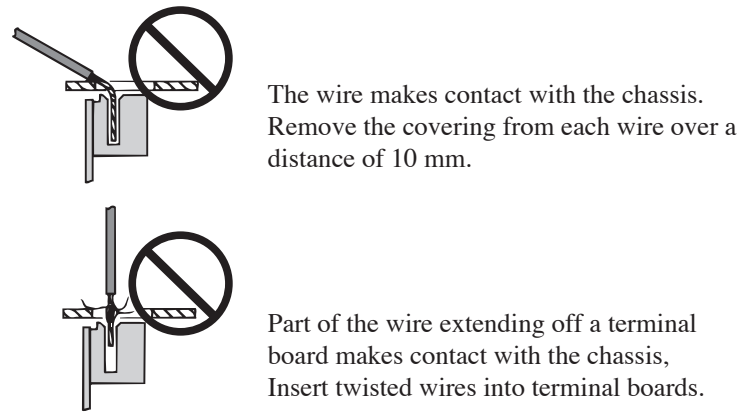 The wire makes contact with the chassis.
Remove the covering from each wire over a
distance of 10 mm.
Part of the wire extending off a terminal
board makes contact with the chassis,
Insert twisted wires into terminal boards.